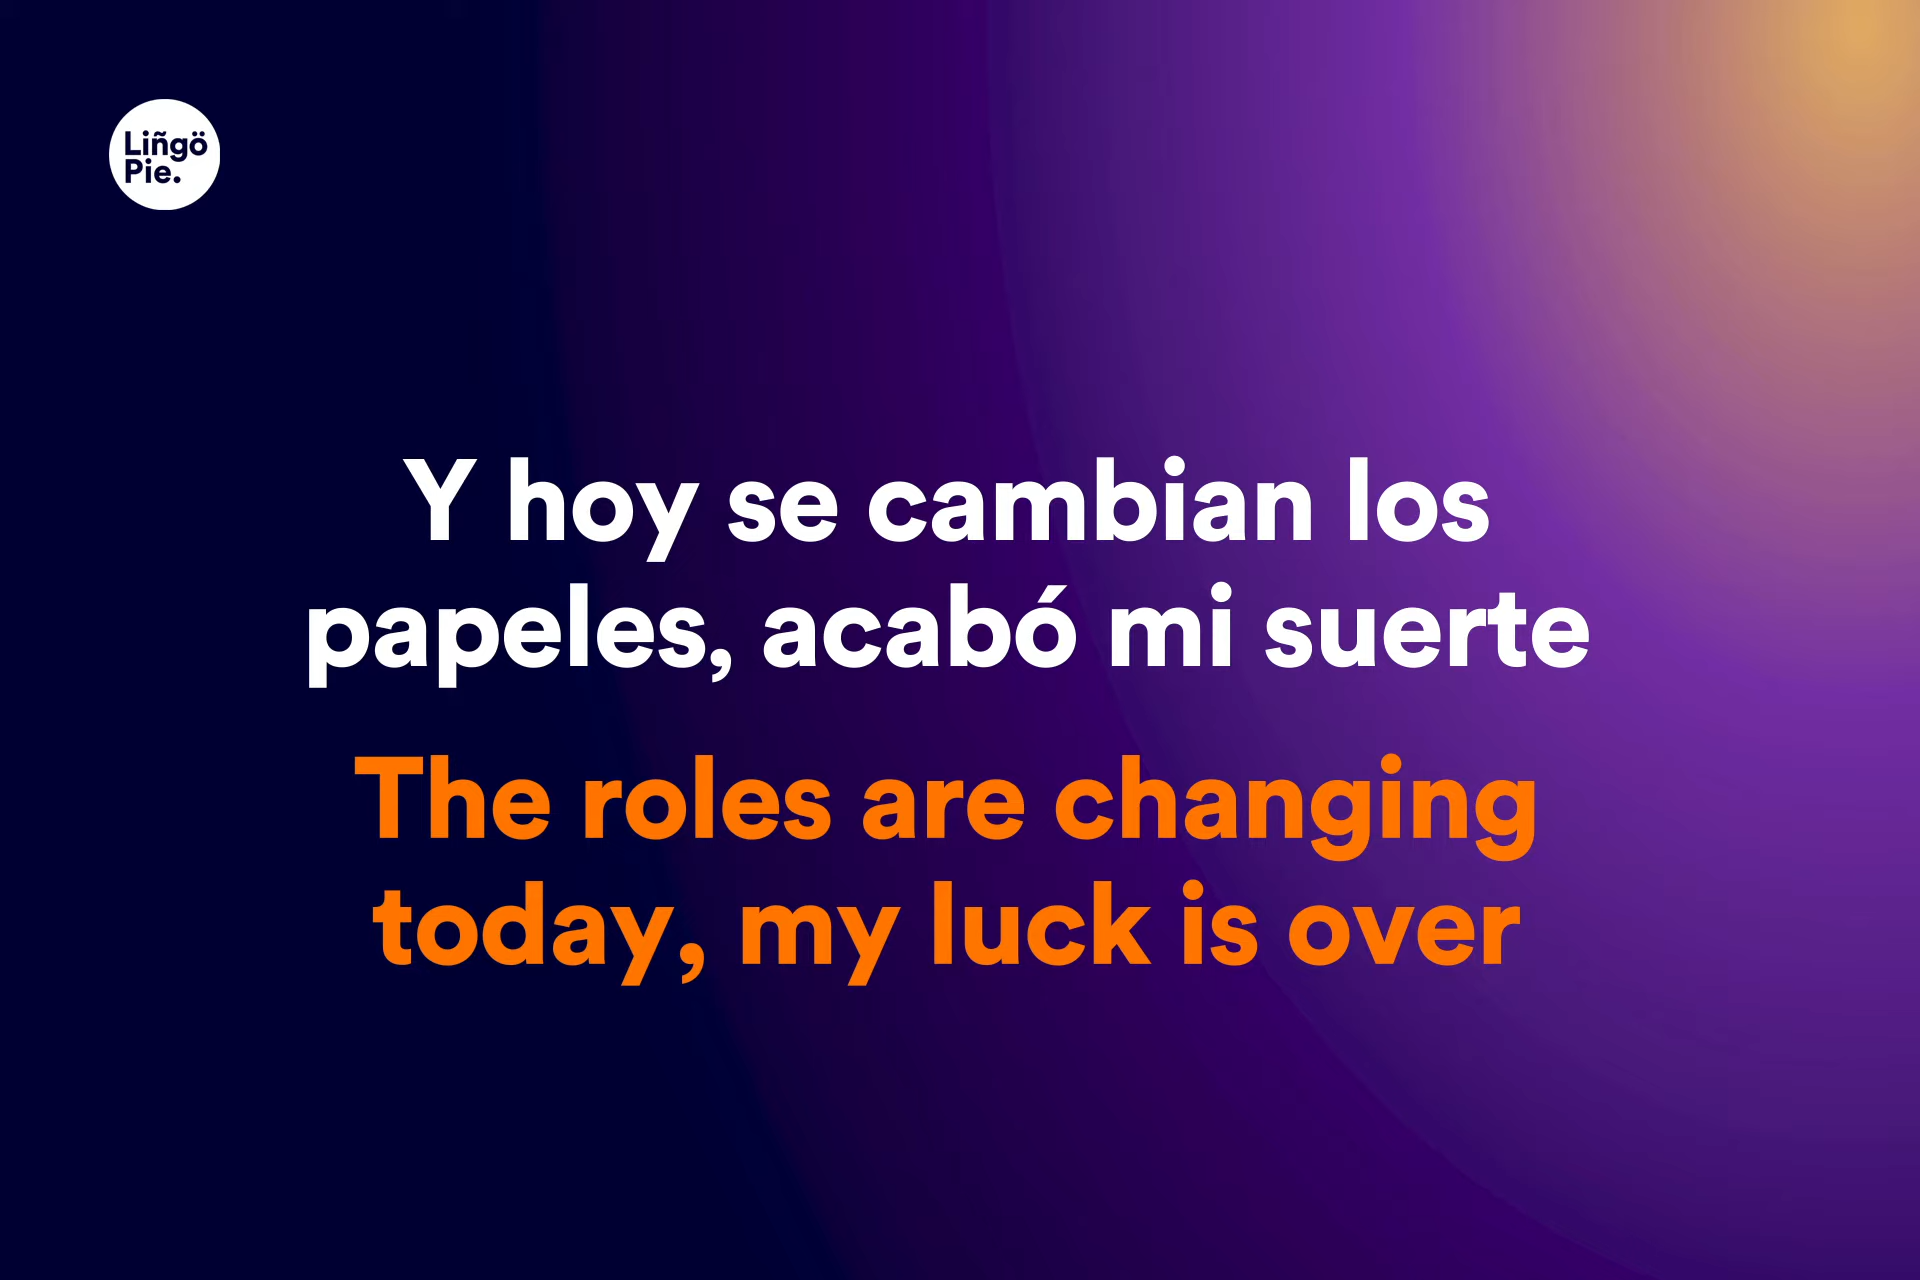 Liñgö
Pie.
Y hoy se cambian los
papeles, acabó mi suerte
The roles are changing
today, my luck is over